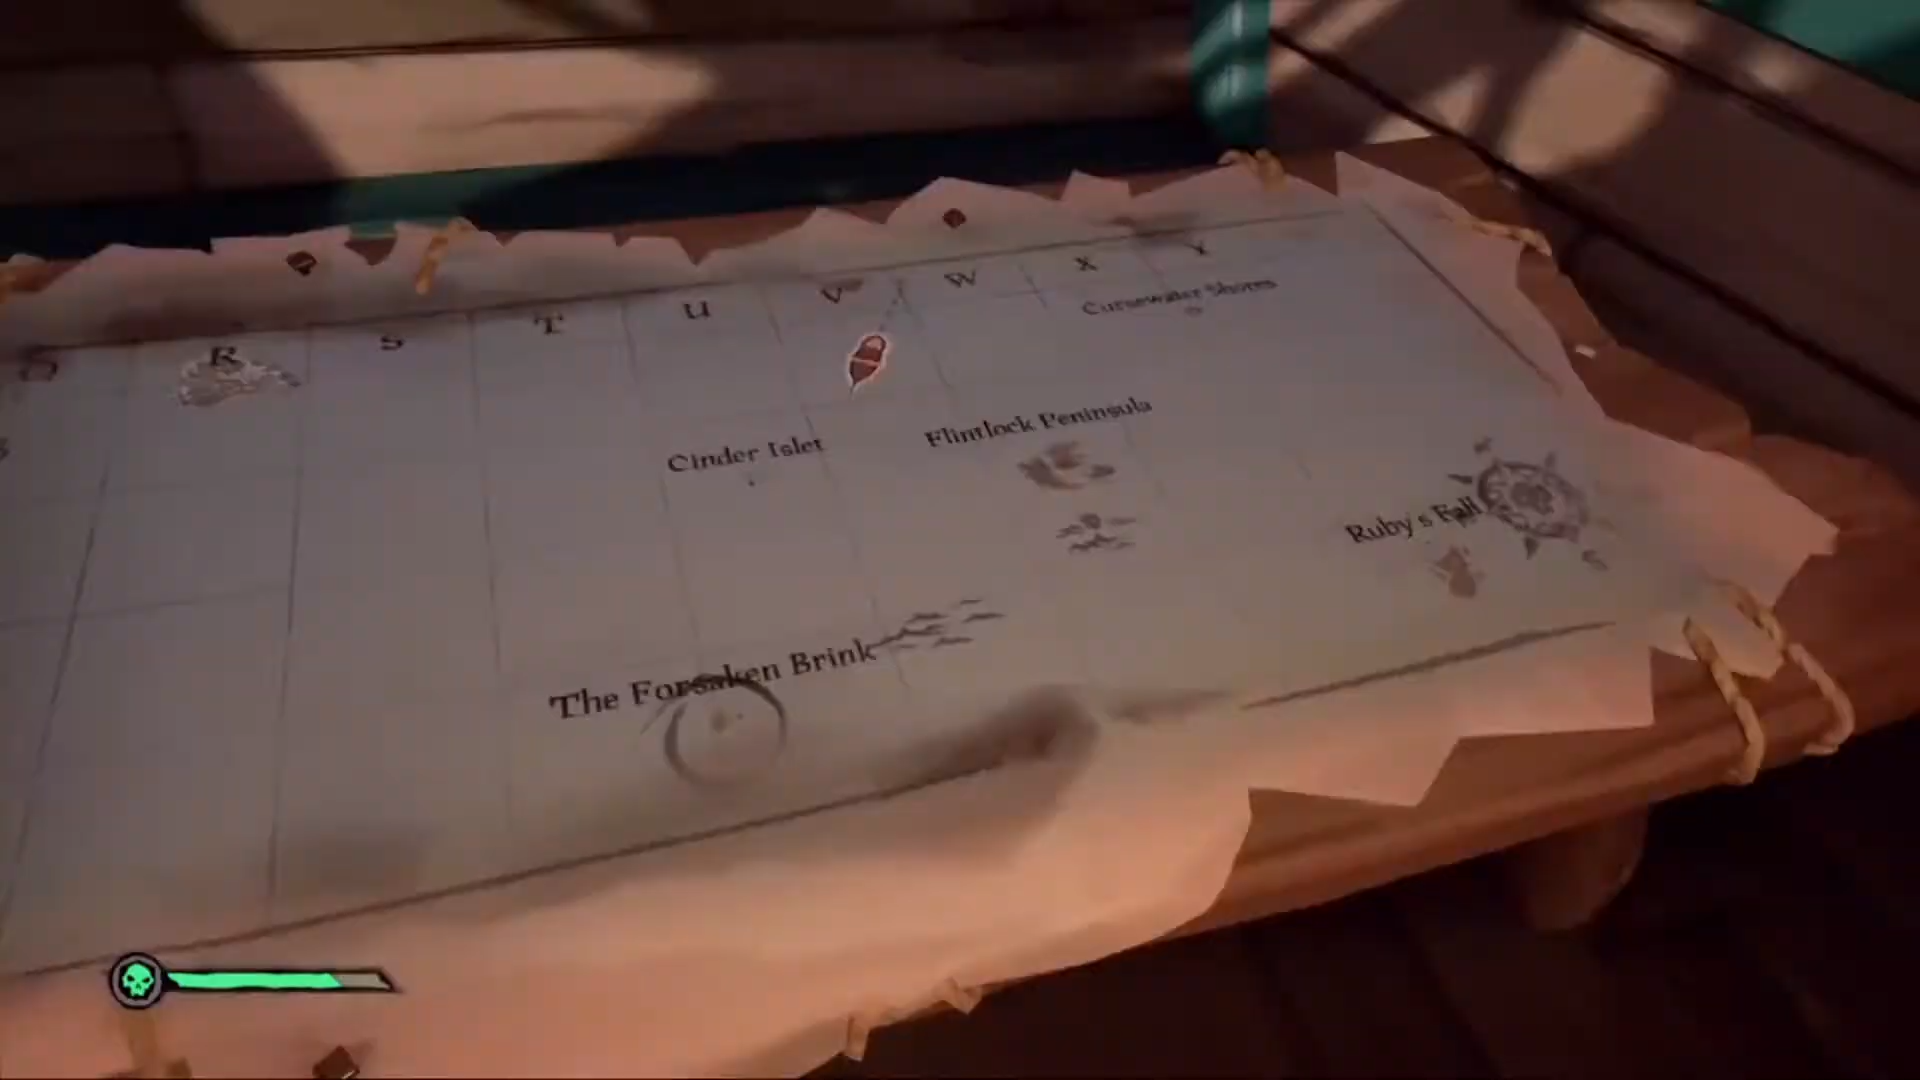 Q R S T U V W X Y
Cursewater Shores
Flintlock Peninsula
Cinder Islet
Ruby's Fall
The Forsaken Brink